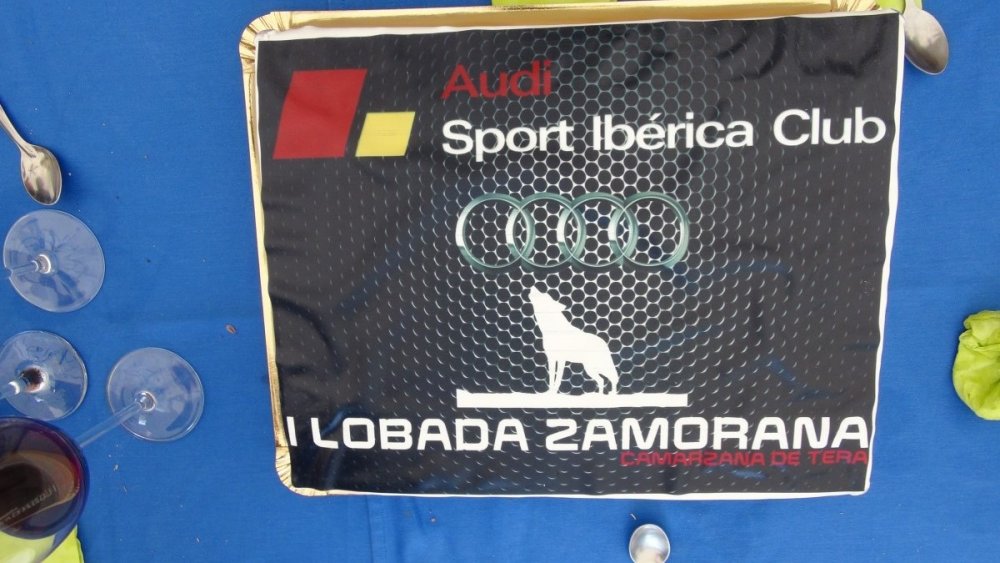 Audi
Sport Ibérica Club
I LOBADA ZAMORANA
CAMARZANA DE TERA